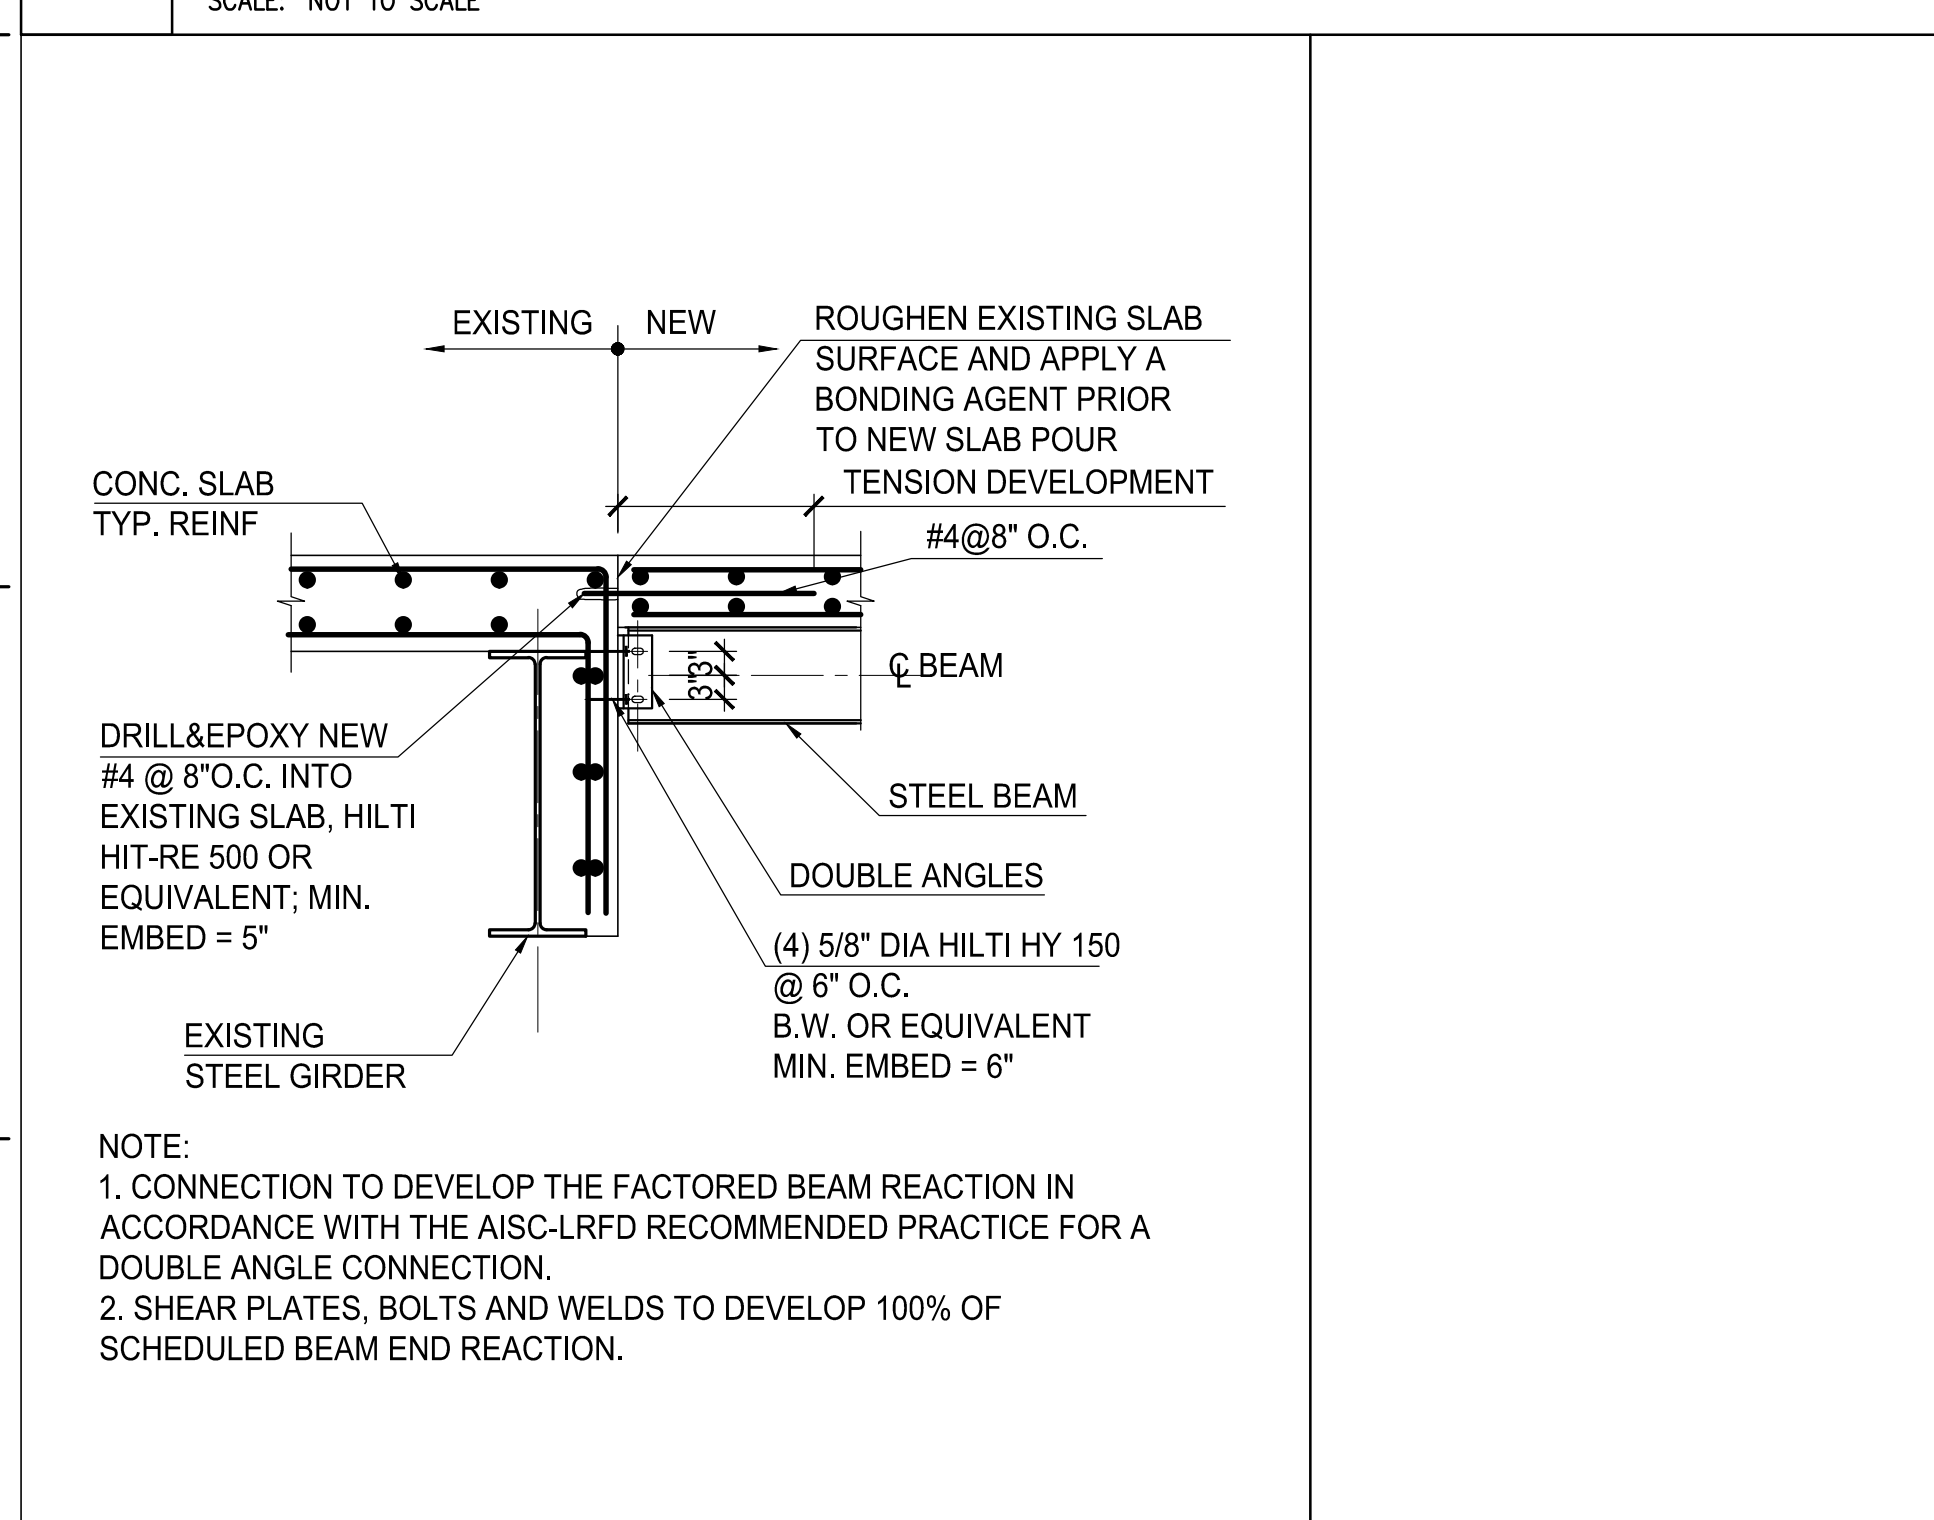 SCALE: NOT TO SCALE
EXISTING NEW
ROUGHEN EXISTING SLAB
SURFACE AND APPLY A
BONDING AGENT PRIOR
TO NEW SLAB POUR
TENSION DEVELOPMENT
#4@8" O.C.
CONC. SLAB
TYP. REINF
3"
3"
℄ BEAM
DRILL&EPOXY NEW
#4 @ 8"O.C. INTO
EXISTING SLAB, HILTI
HIT-RE 500 OR
EQUIVALENT; MIN.
EMBED = 5"
STEEL BEAM
DOUBLE ANGLES
(4) 5/8" DIA HILTI HY 150
@ 6" O.C.
B.W. OR EQUIVALENT
MIN. EMBED = 6"
EXISTING
STEEL GIRDER
NOTE:
1. CONNECTION TO DEVELOP THE FACTORED BEAM REACTION IN
ACCORDANCE WITH THE AISC-LRFD RECOMMENDED PRACTICE FOR A
DOUBLE ANGLE CONNECTION.
2. SHEAR PLATES, BOLTS AND WELDS TO DEVELOP 100% OF
SCHEDULED BEAM END REACTION.